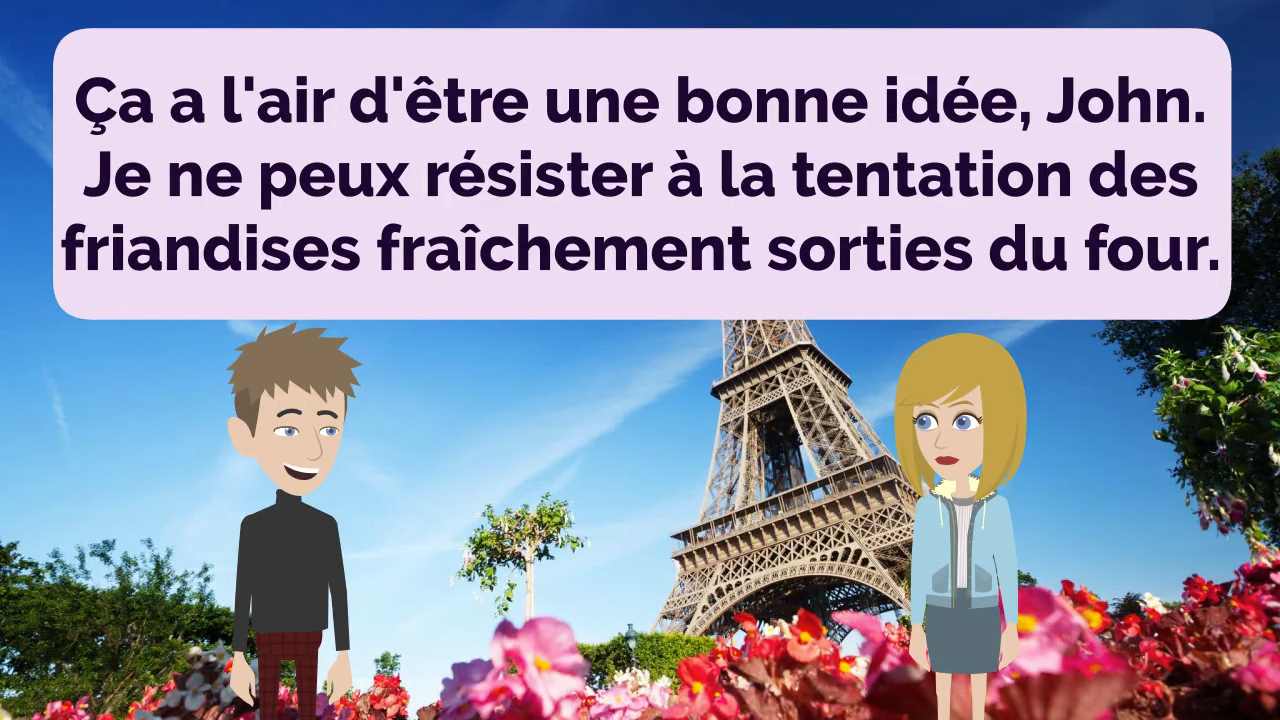 Ça a l'air d'être une bonne idée, John.
Je ne peux résister à la tentation des
friandises fraîchement sorties du four.